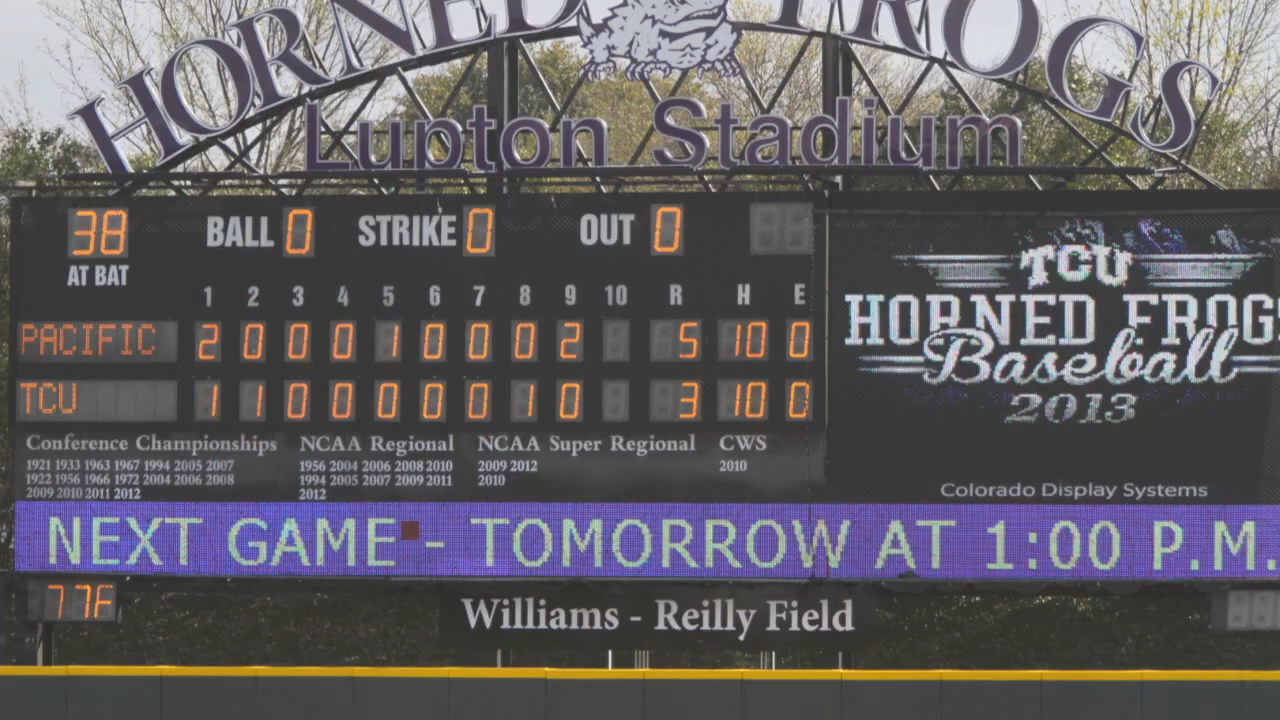 HORNED FROGS
Lupton Stadium
38 BALL 0 STRIKE 0 OUT 0
AT BAT
1 2 3 4 5 6 7 8 9 10 R H E
PACIFIC 2 0 0 0 1 0 0 0 2 5 10 0
TCU 1 1 0 0 0 0 0 1 0 3 10 0
Conference Championships NCAA Regional NCAA Super Regional CWS
1921 1933 1963 1967 1994 2005 2007 1956 2004 2006 2008 2010 2009 2012 2010
1922 1956 1966 1972 2004 2006 2008 1994 2005 2007 2009 2011 2010
2009 2010 2011 2012 2012
TCU
HORNED FROGS
Baseball
2013
Colorado Display Systems
NEXT GAME - TOMORROW AT 1:00 P.M.
77F
Williams - Reilly Field